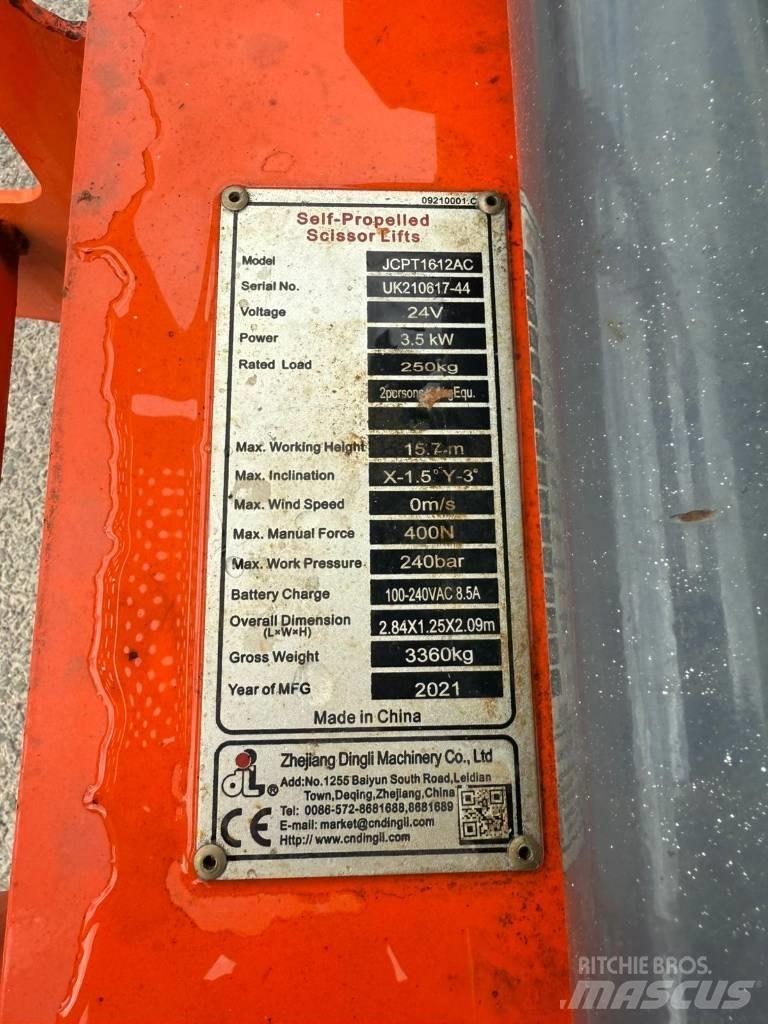 09210001.C
Self-Propelled
Scissor Lifts
Model JCPT1612AC
Serial No. UK210617-44
Voltage 24V
Power 3.5 kW
Rated Load 250kg
2persons Equ.
Max. Working Height 15.7 m
Max. Inclination X-1.5° Y-3°
Max. Wind Speed 0m/s
Max. Manual Force 400N
Max. Work Pressure 240bar
Battery Charge 100-240VAC 8.5A
Overall Dimension 2.84X1.25X2.09m
(L×W×H)
Gross Weight 3360kg
Year of MFG 2021
Made in China
Zhejiang Dingli Machinery Co., Ltd
Add:No.1255 Baiyun South Road,Leidian
Town,Deqing,Zhejiang,China
Tel: 0086-572-8681688,8681689
E-mail: market@cndingli.com
Http:// www.cndingli.com
dL ®
CE
RITCHIE BROS.
MASCUS